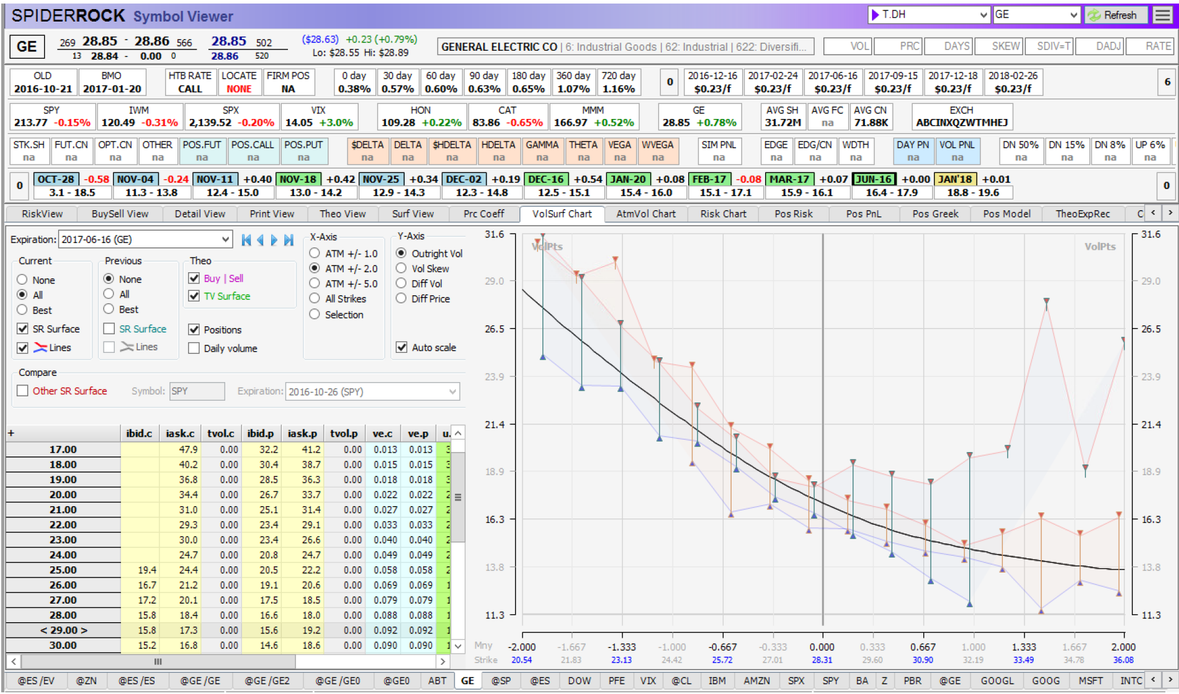 SPIDERROCK Symbol Viewer T.DH GE Refresh
GE 269 28.85 - 28.86 566 28.85 502 ($28.63) +0.23 (+0.79%)
13 28.84 - 0.00 0 28.86 520 Lo: $28.55 Hi: $28.89
GENERAL ELECTRIC CO | 6: Industrial Goods | 62: Industrial | 622: Diversifi... VOL PRC DAYS SKEW SDIV=T DADJ RATE
OLD BMO HTB RATE LOCATE FIRM POS 0 day 30 day 60 day 90 day 180 day 360 day 720 day 0 2016-12-16 2017-02-24 2017-06-16 2017-09-15 2017-12-18 2018-02-26 6
2016-10-21 2017-01-20 CALL NONE NA 0.38% 0.57% 0.60% 0.63% 0.65% 1.07% 1.16% $0.23/f $0.23/f $0.23/f $0.23/f $0.23/f $0.23/f
SPY IWM SPX VIX HON CAT MMM GE AVG SH AVG FC AVG CN EXCH
213.77 -0.15% 120.49 -0.31% 2,139.52 -0.20% 14.05 +3.0% 109.28 +0.22% 83.86 -0.65% 166.97 +0.52% 28.85 +0.78% 31.72M na 71.88K ABCINXQZWTMHEJ
STK.SH FUT.CN OPT.CN OTHER POS.FUT POS.CALL POS.PUT $DELTA DELTA $HDELTA HDELTA GAMMA THETA VEGA WVEGA SIM PNL EDGE EDG/CN WDTH DAY PN VOL PNL DN 50% DN 15% DN 8% UP 6%
na na na na na na na na na na na na na na na na na na na na na na na na na
0 OCT-28 -0.58 NOV-04 -0.24 NOV-11 +0.40 NOV-18 +0.42 NOV-25 +0.34 DEC-02 +0.19 DEC-16 +0.54 JAN-20 +0.08 FEB-17 -0.08 MAR-17 +0.07 JUN-16 +0.00 JAN'18 +0.01 0
3.1 - 18.5 11.3 - 13.8 12.4 - 15.0 13.0 - 14.2 12.9 - 14.3 12.3 - 14.8 12.5 - 15.1 15.4 - 16.0 15.1 - 17.1 15.9 - 16.1 16.4 - 17.9 18.8 - 19.6
RiskView BuySell View Detail View Print View Theo View Surf View Prc Coeff VolSurf Chart AtmVol Chart Risk Chart Pos Risk Pos PnL Pos Greek Pos Model TheoExpRec C
Expiration: 2017-06-16 (GE)
Current
None
All
Best
SR Surface
Lines
Previous
None
All
Best
SR Surface
Lines
Theo
Buy | Sell
TV Surface
Positions
Daily volume
X-Axis
ATM +/- 1.0
ATM +/- 2.0
ATM +/- 5.0
All Strikes
Selection
Y-Axis
Outright Vol
Vol Skew
Diff Vol
Diff Price
Auto scale
Compare
Other SR Surface Symbol: SPY Expiration: 2016-10-26 (SPY)
+ ibid.c iask.c tvol.c ibid.p iask.p tvol.p ve.c ve.p u.
17.00 47.9 0.00 32.2 41.2 0.00 0.013 0.013
18.00 40.2 0.00 30.4 38.7 0.00 0.015 0.015
19.00 36.8 0.00 28.5 36.3 0.00 0.018 0.018
20.00 34.4 0.00 26.7 33.7 0.00 0.022 0.022
21.00 31.0 0.00 25.1 31.4 0.00 0.027 0.027
22.00 29.3 0.00 23.4 29.1 0.00 0.033 0.033
23.00 30.0 0.00 23.4 26.6 0.00 0.040 0.040
24.00 24.7 0.00 20.8 24.7 0.00 0.049 0.049
25.00 19.4 24.4 0.00 20.5 22.2 0.00 0.058 0.058
26.00 16.7 21.2 0.00 19.1 20.6 0.00 0.069 0.069
27.00 17.2 20.1 0.00 17.5 18.5 0.00 0.079 0.079
28.00 15.8 18.4 0.00 16.6 18.0 0.00 0.088 0.088
< 29.00 > 15.8 17.3 0.00 15.6 19.2 0.00 0.092 0.092
30.00 15.2 16.8 0.00 14.6 18.6 0.00 0.090 0.090
31.6 VolPts VolPts 31.6
29.0 29.0
26.5 26.5
23.9 23.9
21.4 21.4
18.9 18.9
16.3 16.3
13.8 13.8
11.3 11.3
Mny -2.000 -1.667 -1.333 -1.000 -0.667 -0.333 0.000 0.333 0.667 1.000 1.333 1.667 2.000
Strike 20.54 21.83 23.13 24.42 25.72 27.01 28.31 29.60 30.90 32.19 33.49 34.78 36.08
@ES/EV @ZN @ES/ES @GE/GE @GE/GE2 @GE/GE0 @GE0 ABT GE @SP @ES DOW PFE VIX @CL IBM AMZN SPX SPY BA Z PBR @GE GOOGL GOOG MSFT INTC